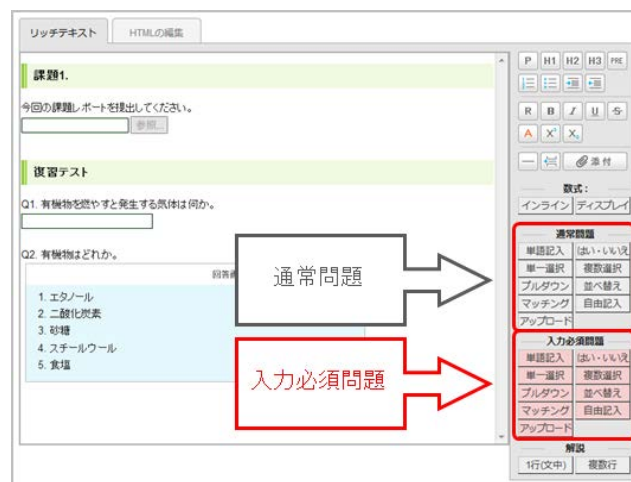 リッチテキスト HTMLの編集
課題1.
今回の課題レポートを提出してください。
参照...
復習テスト
Q1. 有機物を燃やすと発生する気体は何か。
Q2. 有機物はどれか。
回答
1. エタノール
2. 二酸化炭素
3. 砂糖
4. スチールウール
5. 食塩
通常問題
入力必須問題
P H1 H2 H3 PRE
R B I U S
A X² X₂
添付
数式：
インライン ディスプレイ
通常問題
単語記入 はい・いいえ
単一選択 複数選択
プルダウン 並べ替え
マッチング 自由記入
アップロード
入力必須問題
単語記入 はい・いいえ
単一選択 複数選択
プルダウン 並べ替え
マッチング 自由記入
アップロード
解説
1行(文中) 複数行